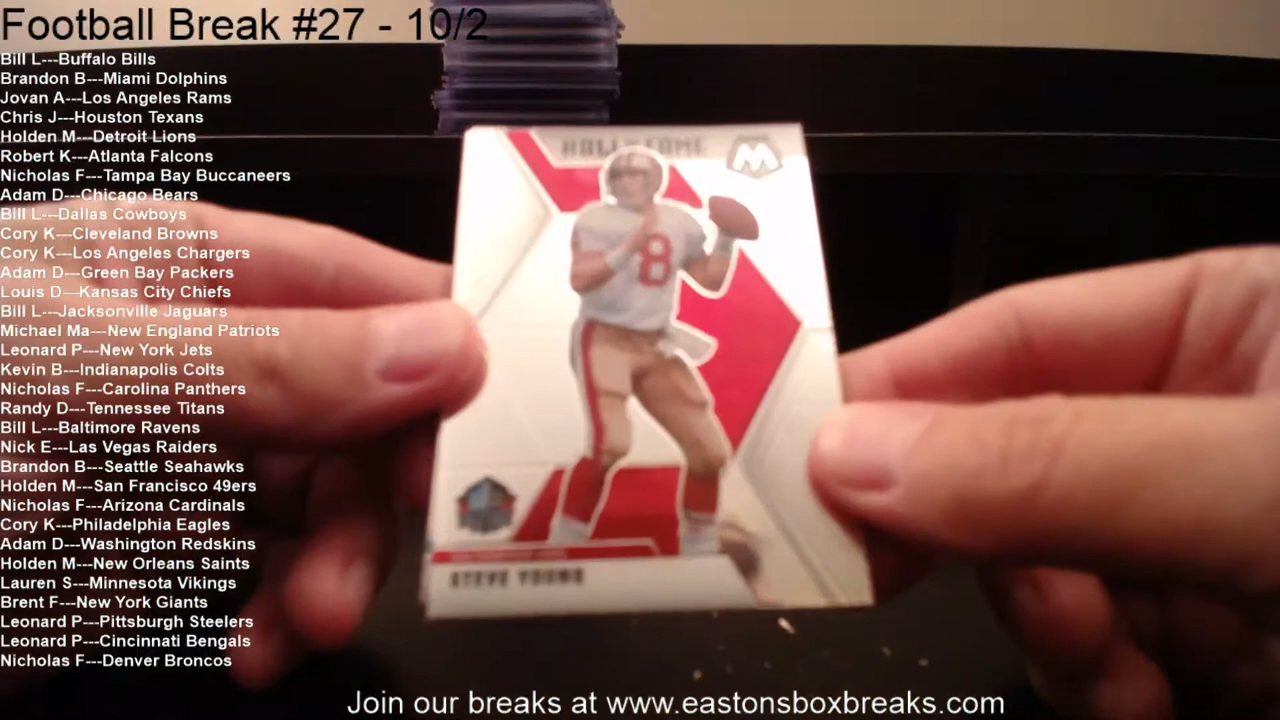 Football Break #27 - 10/2
Bill L---Buffalo Bills
Brandon B---Miami Dolphins
Jovan A---Los Angeles Rams
Chris J---Houston Texans
Holden M---Detroit Lions
Robert K---Atlanta Falcons
Nicholas F---Tampa Bay Buccaneers
Adam D---Chicago Bears
Bill L---Dallas Cowboys
Cory K---Cleveland Browns
Cory K---Los Angeles Chargers
Adam D---Green Bay Packers
Louis D---Kansas City Chiefs
Bill L---Jacksonville Jaguars
Michael Ma---New England Patriots
Leonard P---New York Jets
Kevin B---Indianapolis Colts
Nicholas F---Carolina Panthers
Randy D---Tennessee Titans
Bill L---Baltimore Ravens
Nick E---Las Vegas Raiders
Brandon B---Seattle Seahawks
Holden M---San Francisco 49ers
Nicholas F---Arizona Cardinals
Cory K---Philadelphia Eagles
Adam D---Washington Redskins
Holden M---New Orleans Saints
Lauren S---Minnesota Vikings
Brent F---New York Giants
Leonard P---Pittsburgh Steelers
Leonard P---Cincinnati Bengals
Nicholas F---Denver Broncos
HALL FAME
M
8
STEVE YOUNG
Join our breaks at www.eastonsboxbreaks.com